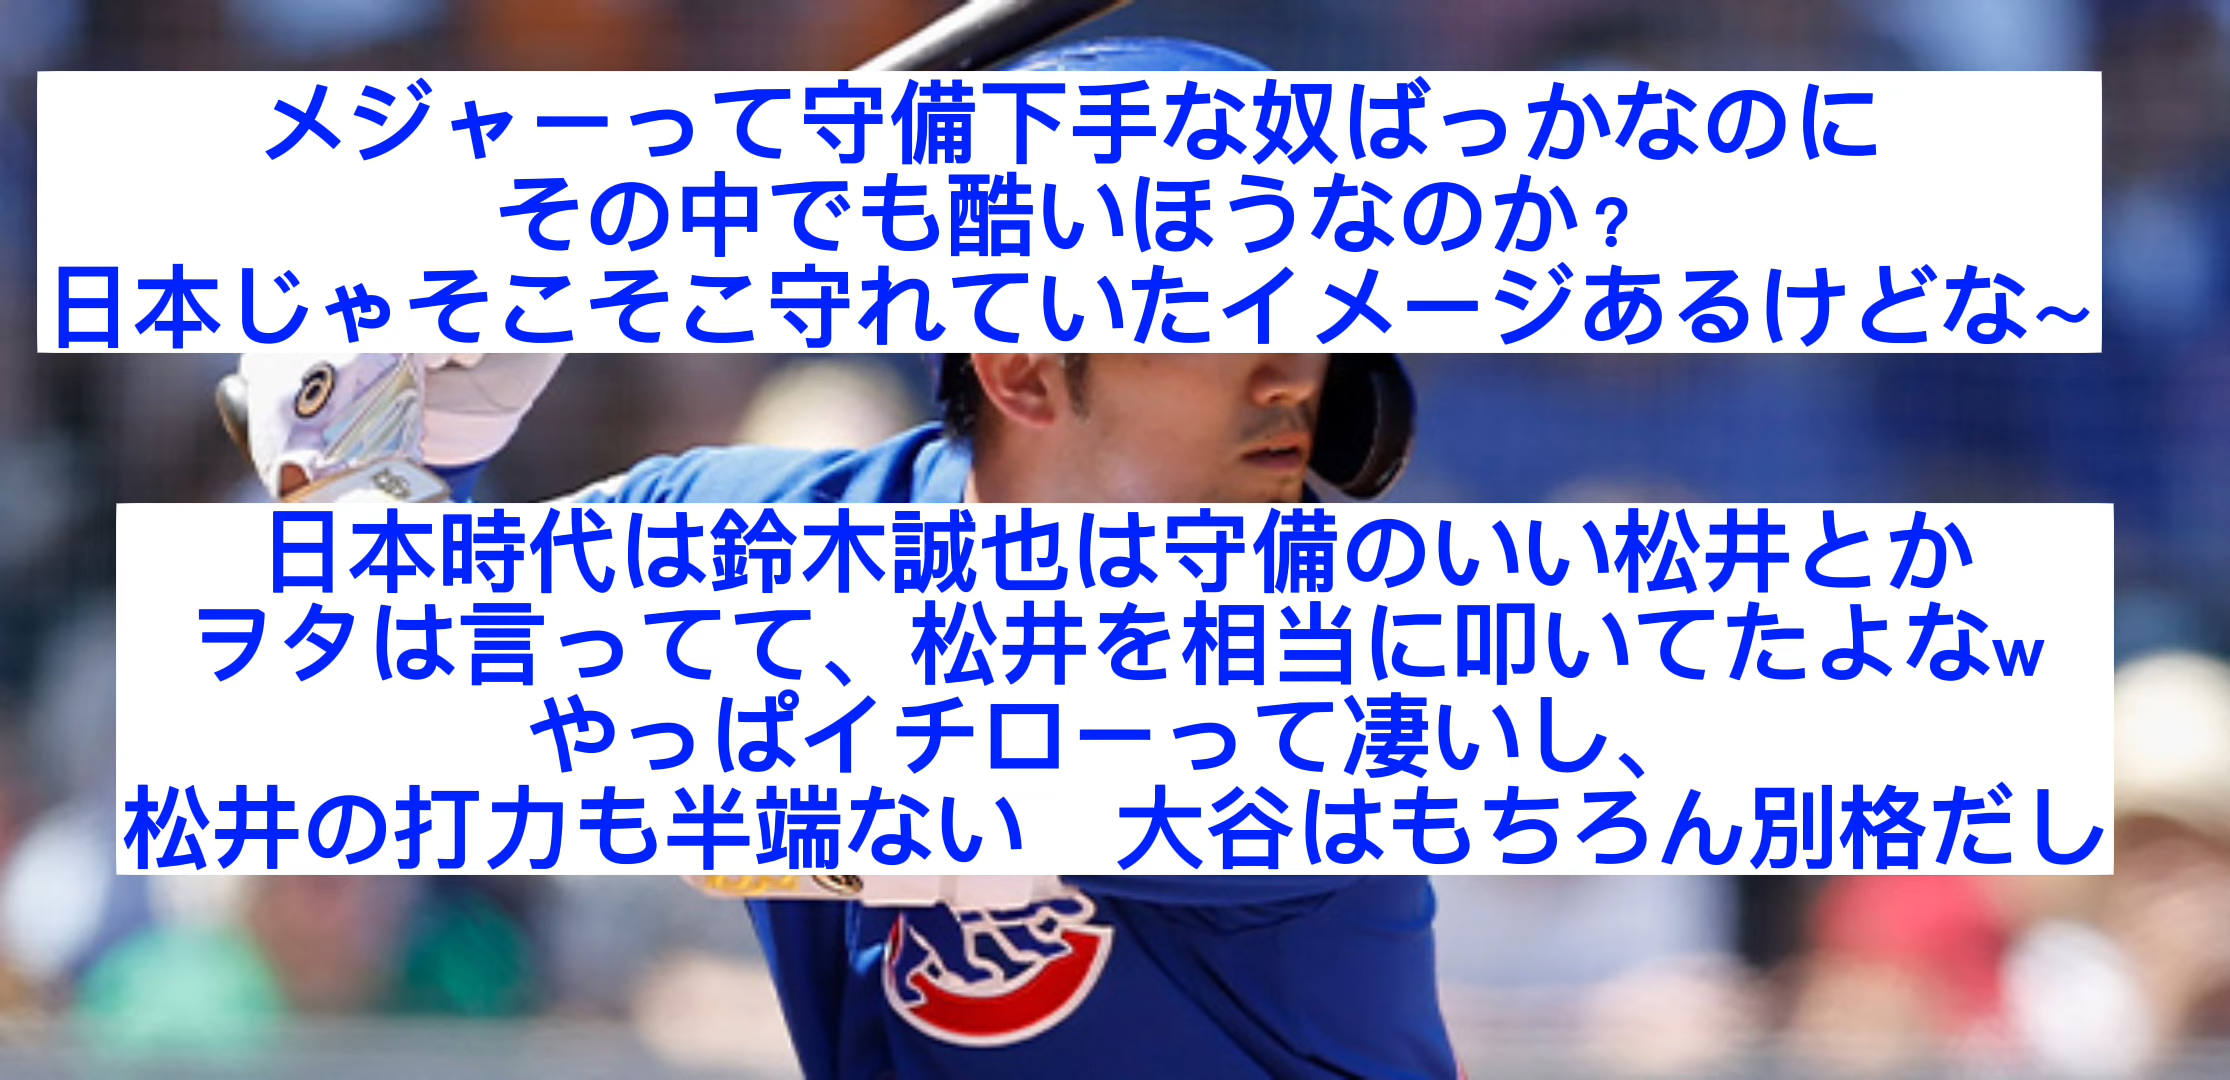 メジャーって守備下手な奴ばっかなのに
その中でも酷いほうなのか?
日本じゃそこそこ守れていたイメージあるけどな~
日本時代は鈴木誠也は守備のいい松井とか
ヲタは言ってて、松井を相当に叩いてたよなw
やっぱイチローって凄いし、
松井の打力も半端ない　大谷はもちろん別格だし